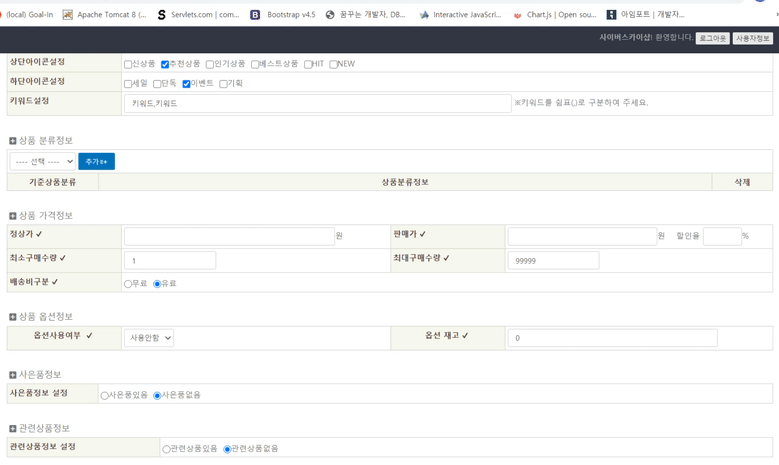 (local) Goal-In Apache Tomcat 8 (... Servlets.com | com... Bootstrap v4.5 꿈꾸는 개발자, DB... Interactive JavaScri... Chart.js | Open sou... 아임포트 | 개발자...
사이버스카이샵! 환영합니다. 로그아웃 사용자정보
상단아이콘설정 신상품 추천상품 인기상품 베스트상품 HIT NEW
하단아이콘설정 세일 단독 이벤트 기획
키워드설정 키워드,키워드 ※키워드를 쉼표(,)로 구분하여 주세요.
상품 분류정보
---- 선택 ---- 추가
기준상품분류 상품분류정보 삭제
상품 가격정보
정상가 ✓ 원 판매가 ✓ 원 할인율 %
최소구매수량 ✓ 1 최대구매수량 ✓ 99999
배송비구분 ✓ 무료 유료
상품 옵션정보
옵션사용여부 ✓ 사용안함 옵션 재고 ✓ 0
사은품정보
사은품정보 설정 사은품있음 사은품없음
관련상품정보
관련상품정보 설정 관련상품있음 관련상품없음